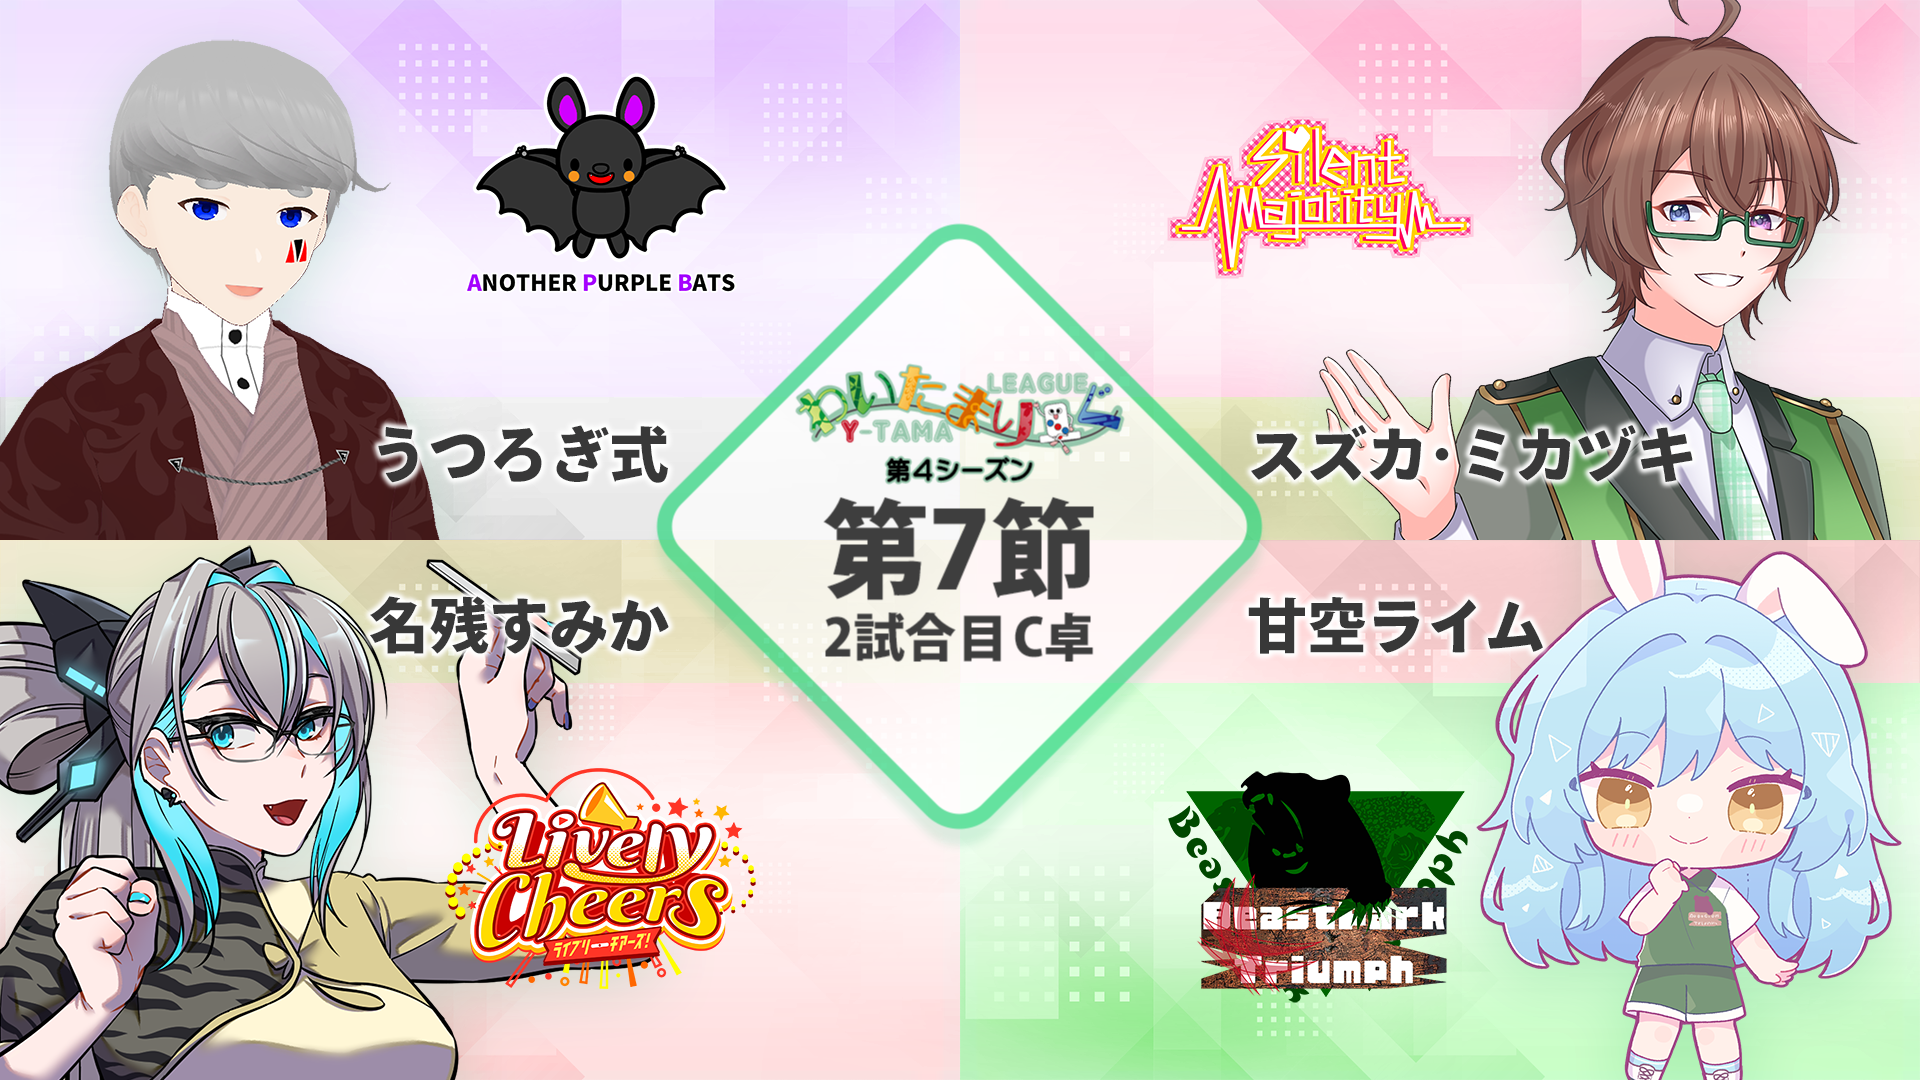 ANOTHER PURPLE BATS
うつろぎ式
Silent
Majority
スズカ･ミカヅキ
わいたまりーぐ
LEAGUE
Y-TAMA
第4シーズン
第7節
2試合目 C卓
名残すみか
Lively
Cheers
ライブリーチアーズ!
甘空ライム
BeastDark
Triumph